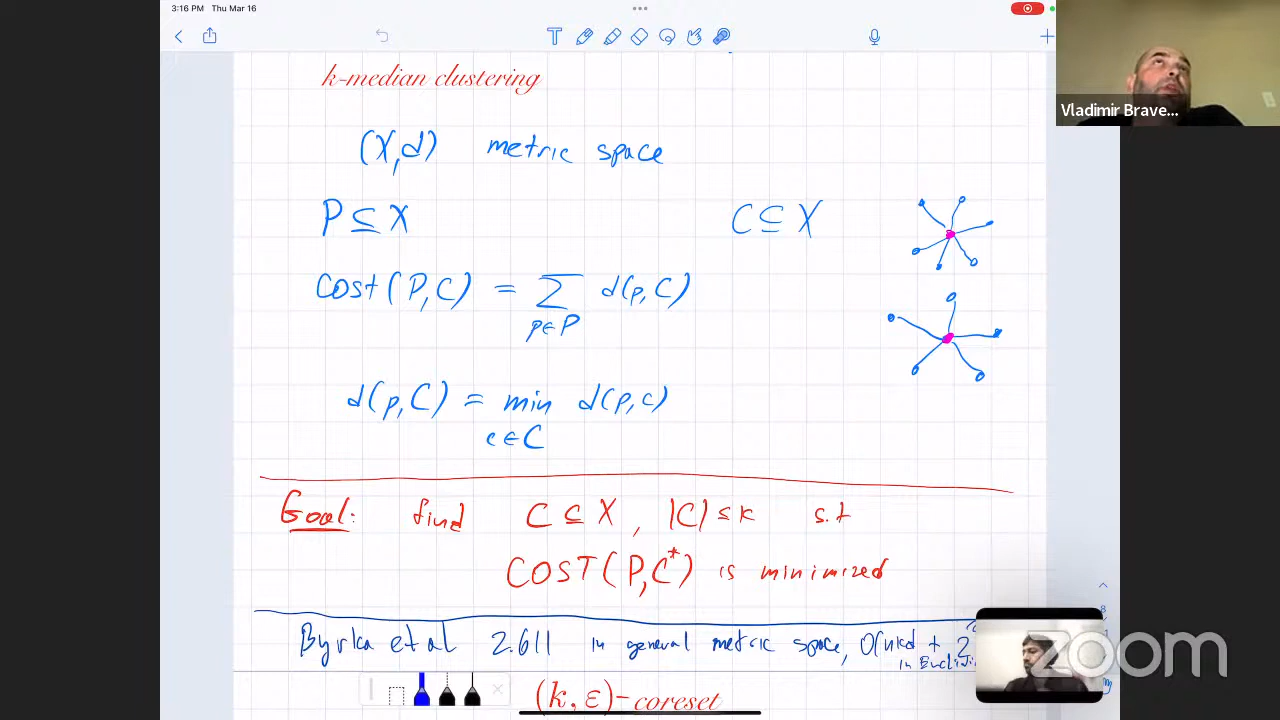 3:16 PM Thu Mar 16
Vladimir Brave...
k-median clustering
(X,d) metric space
P ⊆ X C ⊆ X
Cost(P,C) = ∑ d(p,C)
p∈P
d(p,C) = min d(p,c)
c∈C
Goal: find C ⊆ X, |C| ≤ k s.t
COST(P,C*) is minimized
Byrka et al 2.611 in general metric space, O(nkd + 2
in
(k, ε)-coreset
zoom